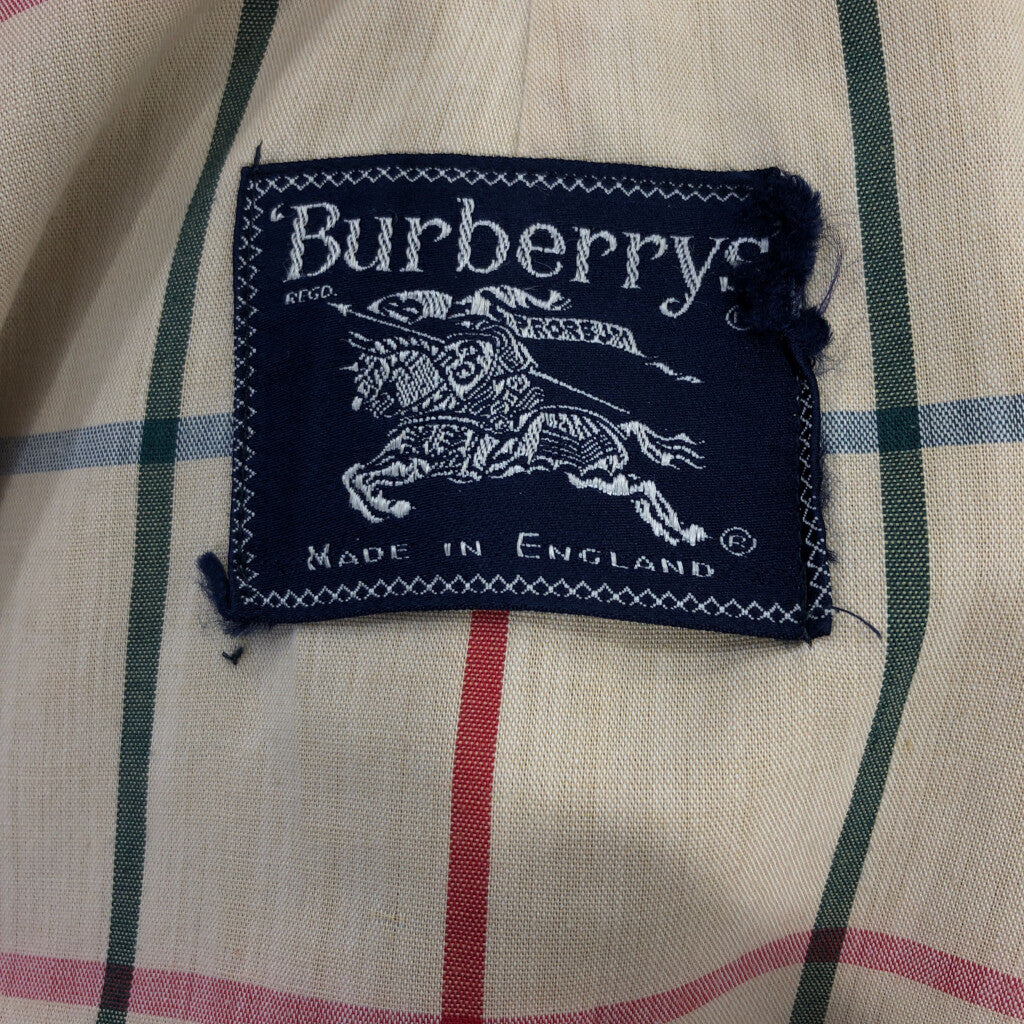 ‘Burberrys
REGD.
PRORSUM
®
MADE IN ENGLAND